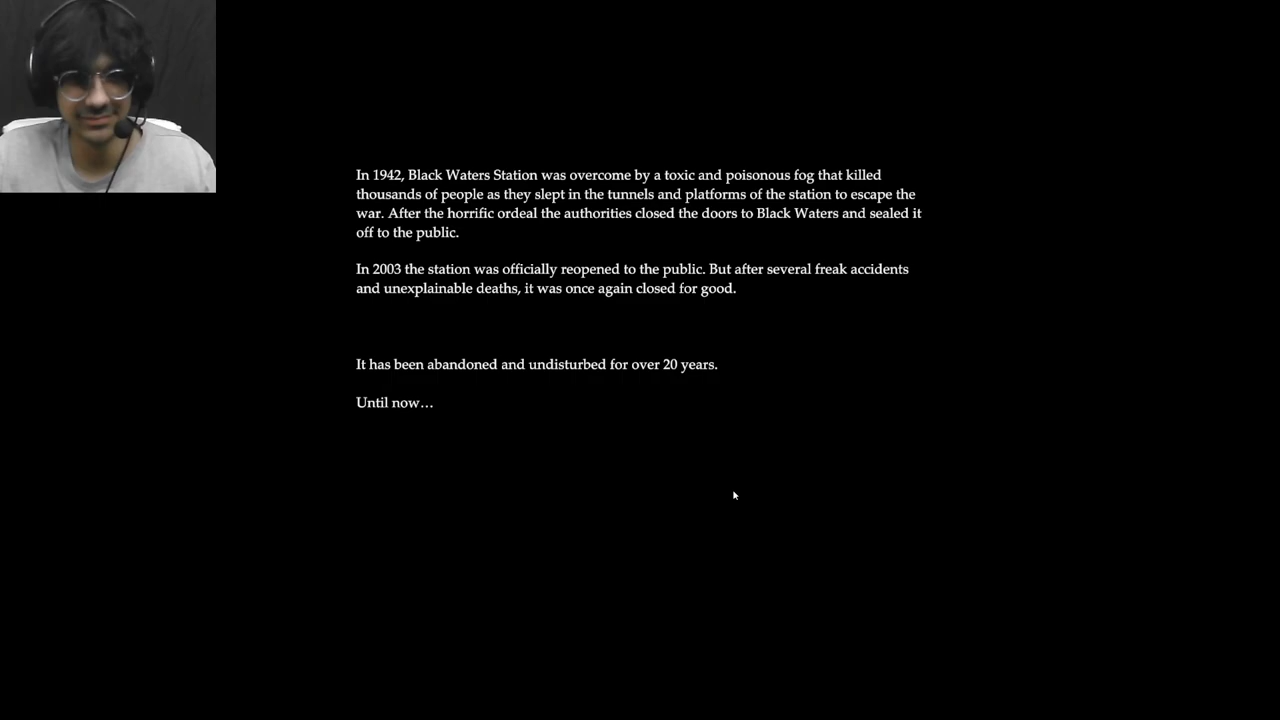 In 1942, Black Waters Station was overcome by a toxic and poisonous fog that killed
thousands of people as they slept in the tunnels and platforms of the station to escape the
war. After the horrific ordeal the authorities closed the doors to Black Waters and sealed it
off to the public.
In 2003 the station was officially reopened to the public. But after several freak accidents
and unexplainable deaths, it was once again closed for good.
It has been abandoned and undisturbed for over 20 years.
Until now…